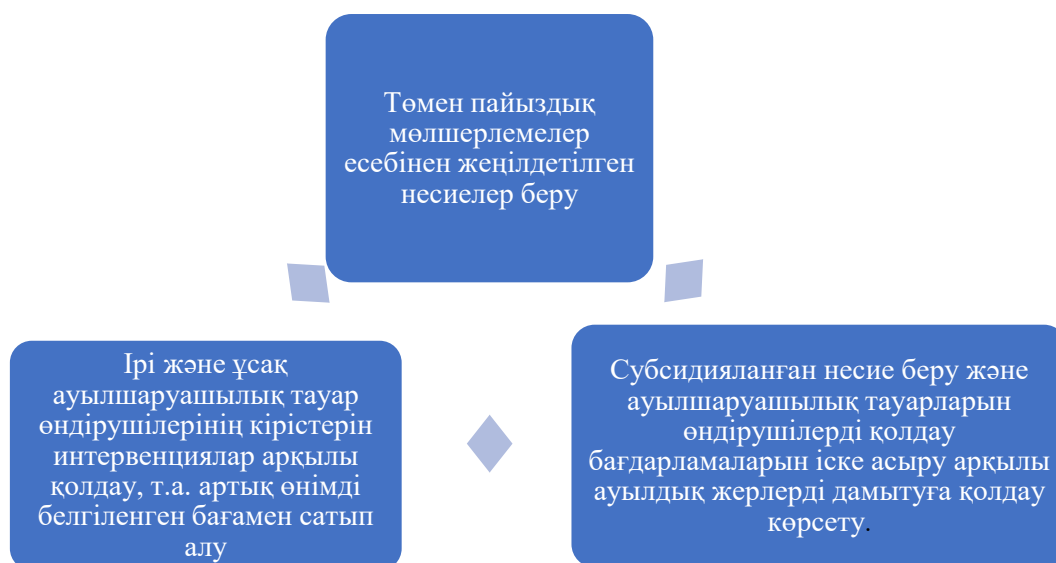 Төмен пайыздық
мөлшерлемелер
есебінен жеңілдетілген
несиелер беру
Ірі және ұсақ
ауылшаруашылық тауар
өндірушілерінің кірістерін
интервенциялар арқылы
қолдау, т.а. артық өнімді
белгіленген бағамен сатып
алу
Субсидияланған несие беру және
ауылшаруашылық тауарларын
өндірушілерді қолдау
бағдарламаларын іске асыру арқылы
ауылдық жерлерді дамытуға қолдау
көрсету.